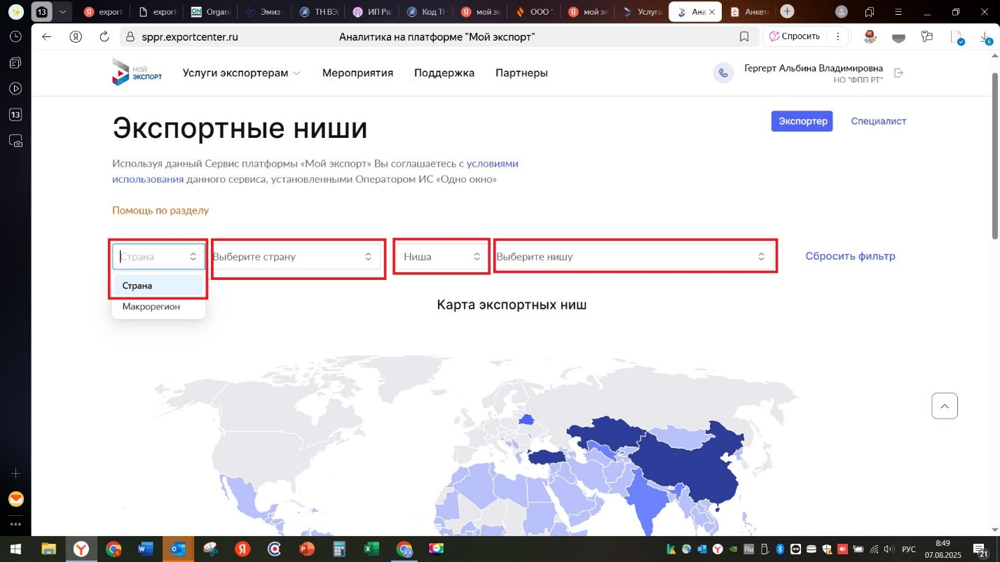 13
export
export
Organi
Эмиз -
ТН ВЭД
ИП Ра
Код ТН
мой эк
ООО "
мой эк
Услуга
Ана
Анкета
sppr.exportcenter.ru
Аналитика на платформе "Мой экспорт"
Спросить
6
13
МОЙ ЭКСПОРТ
Услуги экспортерам
Мероприятия
Поддержка
Партнеры
Гергерт Альбина Владимировна
НО "ФПП РТ"
Экспортные ниши
Экспортер
Специалист
Используя данный Сервис платформы «Мой экспорт» Вы соглашаетесь с условиями
использования данного сервиса, установленными Оператором ИС «Одно окно»
Помощь по разделу
Страна
Выберите страну
Ниша
Выберите нишу
Сбросить фильтр
Страна
Макрорегион
Карта экспортных ниш
Ru
РУС
8:49
07.08.2025
21